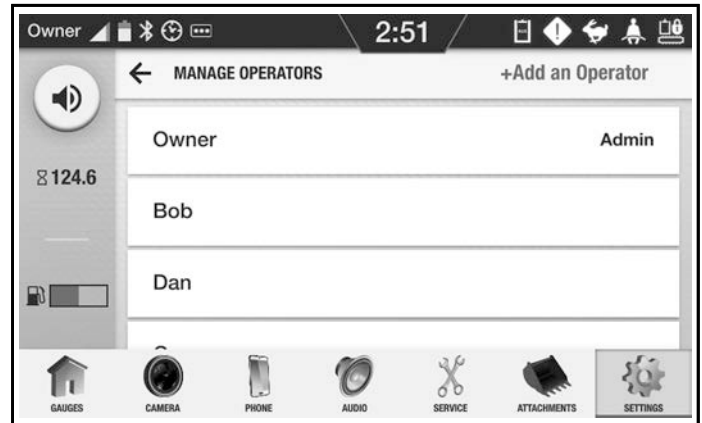 Owner 2:51
MANAGE OPERATORS +Add an Operator
Owner Admin
124.6
Bob
Dan
GAUGES CAMERA PHONE AUDIO SERVICE ATTACHMENTS SETTINGS